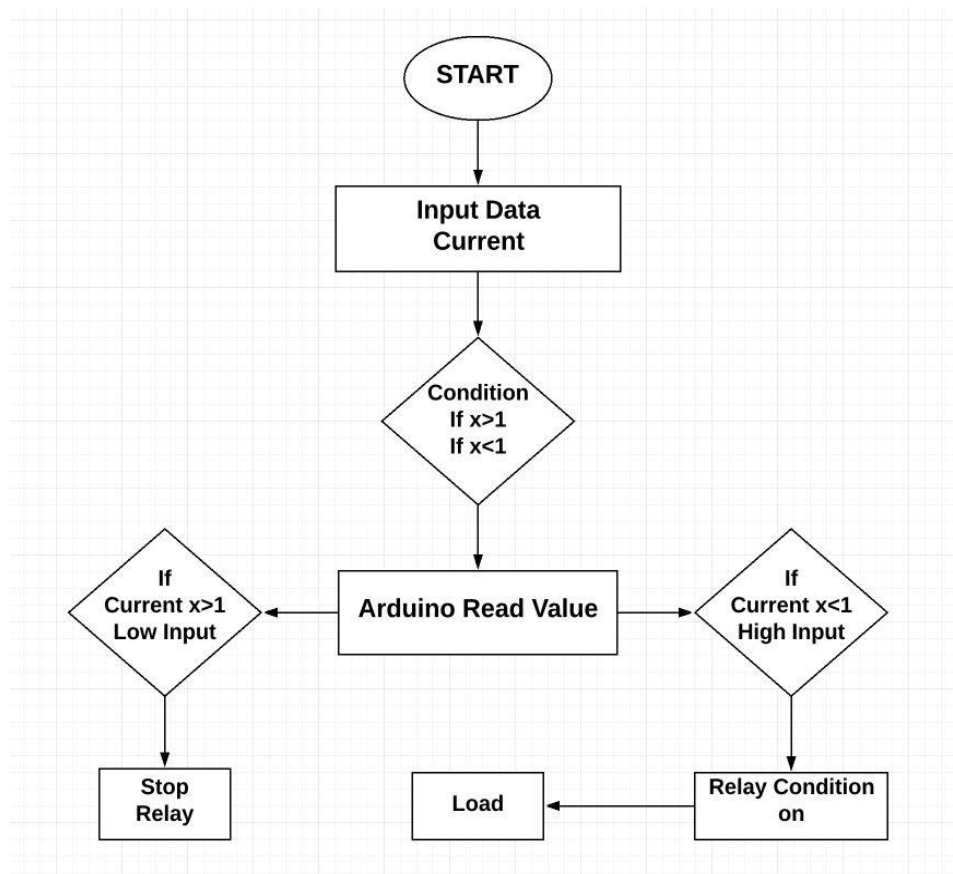 START
Input Data
Current
Condition
If x>1
If x<1
If
Current x>1
Low Input
Arduino Read Value
If
Current x<1
High Input
Stop
Relay
Load
Relay Condition
on